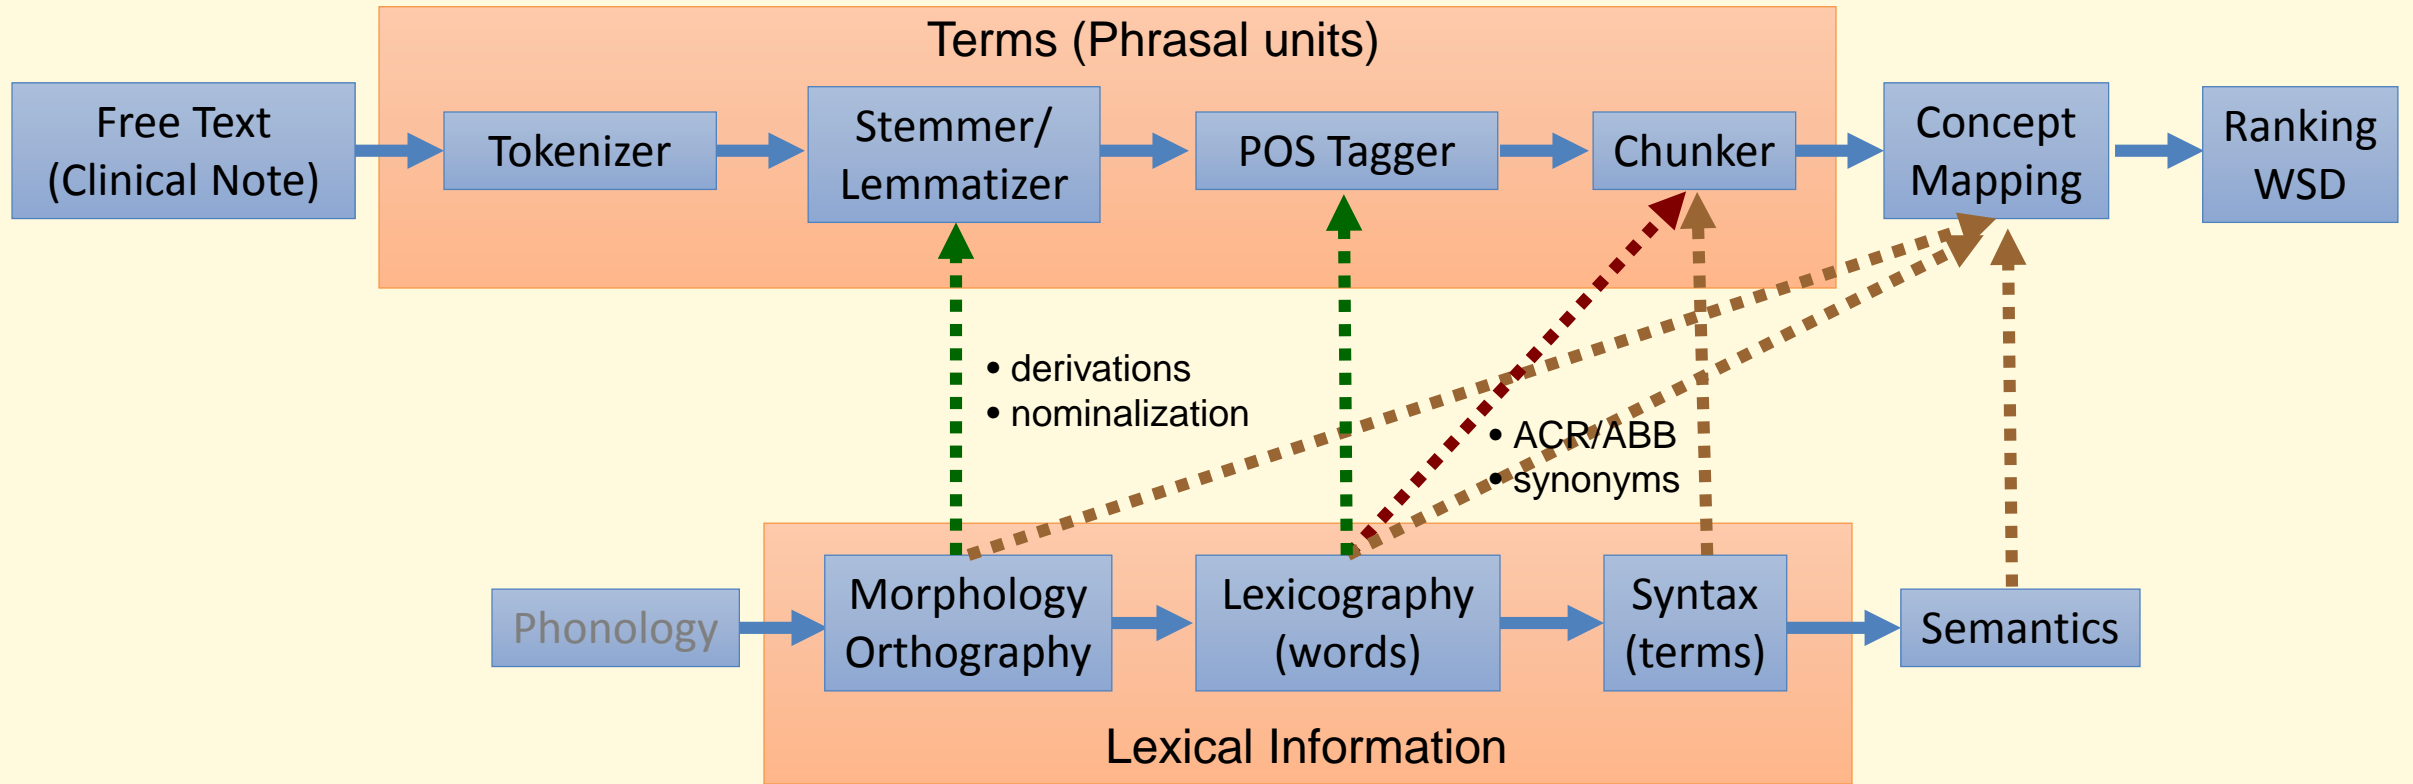 Terms (Phrasal units)
Free Text
(Clinical Note)
Tokenizer
Stemmer/
Lemmatizer
POS Tagger
Chunker
Concept
Mapping
Ranking
WSD
• derivations
• nominalization
• ACR/ABB
• synonyms
Phonology
Morphology
Orthography
Lexicography
(words)
Syntax
(terms)
Semantics
Lexical Information